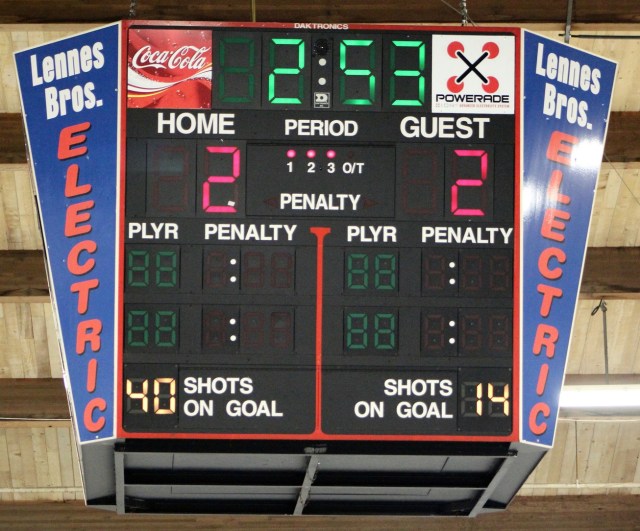 DAKTRONICS
Lennes
Bros.
ELECTRIC
Coca-Cola
2:53
POWERADE
Lennes
Bros.
ELECTRIC
HOME PERIOD GUEST
2 1 2 3 O/T 2
PENALTY
PLYR PENALTY PLYR PENALTY
40 SHOTS ON GOAL
SHOTS ON GOAL 14